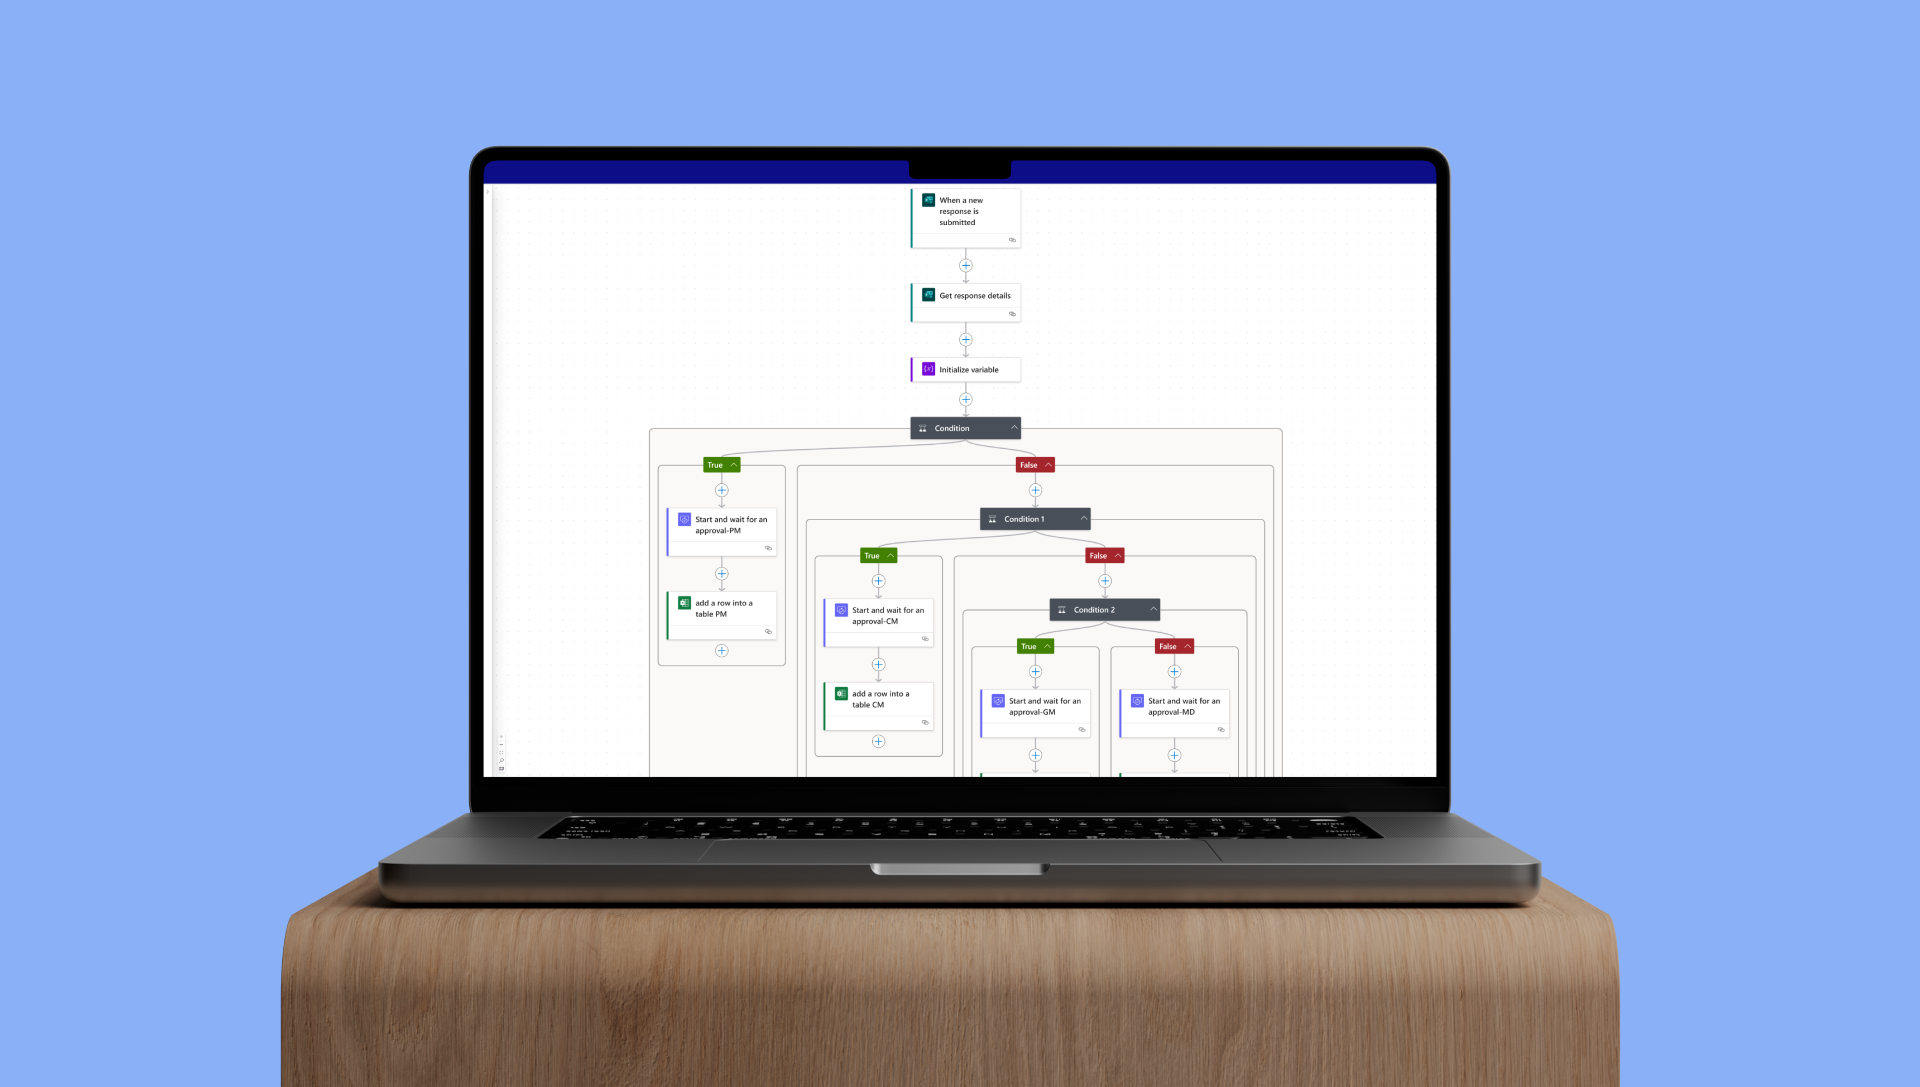 When a new
response is
submitted
Get response details
{x} Initialize variable
Condition
True
False
Start and wait for an
approval-PM
add a row into a
table PM
Condition 1
True
False
Start and wait for an
approval-CM
add a row into a
table CM
Condition 2
True
False
Start and wait for an
approval-GM
Start and wait for an
approval-MD